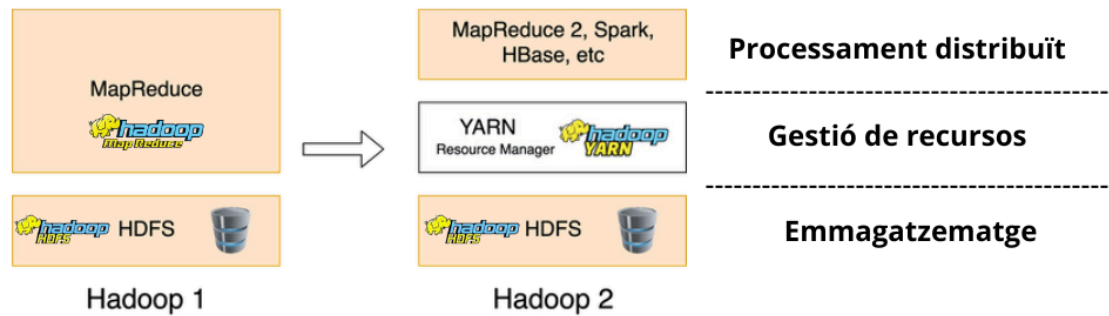 MapReduce
hadoop
Map Reduce
hadoop
HDFS
HDFS
Hadoop 1
MapReduce 2, Spark,
HBase, etc
YARN
Resource Manager
hadoop
YARN
hadoop
HDFS
HDFS
Hadoop 2
Processament distribuït
Gestió de recursos
Emmagatzematge